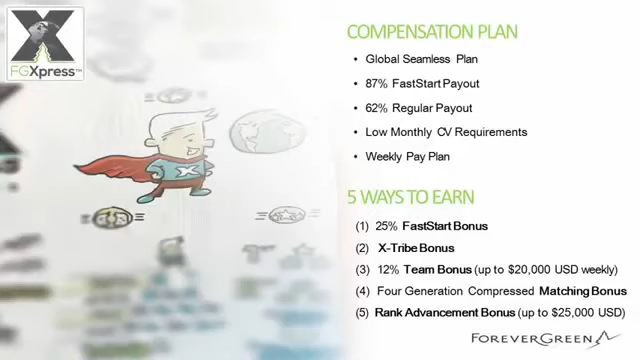 X
FGXpress™
COMPENSATION PLAN
• Global Seamless Plan
• 87% FastStart Payout
• 62% Regular Payout
• Low Monthly CV Requirements
• Weekly Pay Plan
5 WAYS TO EARN
(1) 25% FastStart Bonus
(2) X-Tribe Bonus
(3) 12% Team Bonus (up to $20,000 USD weekly)
(4) Four Generation Compressed Matching Bonus
(5) Rank Advancement Bonus (up to $25,000 USD)
X
FOREVERGREEN